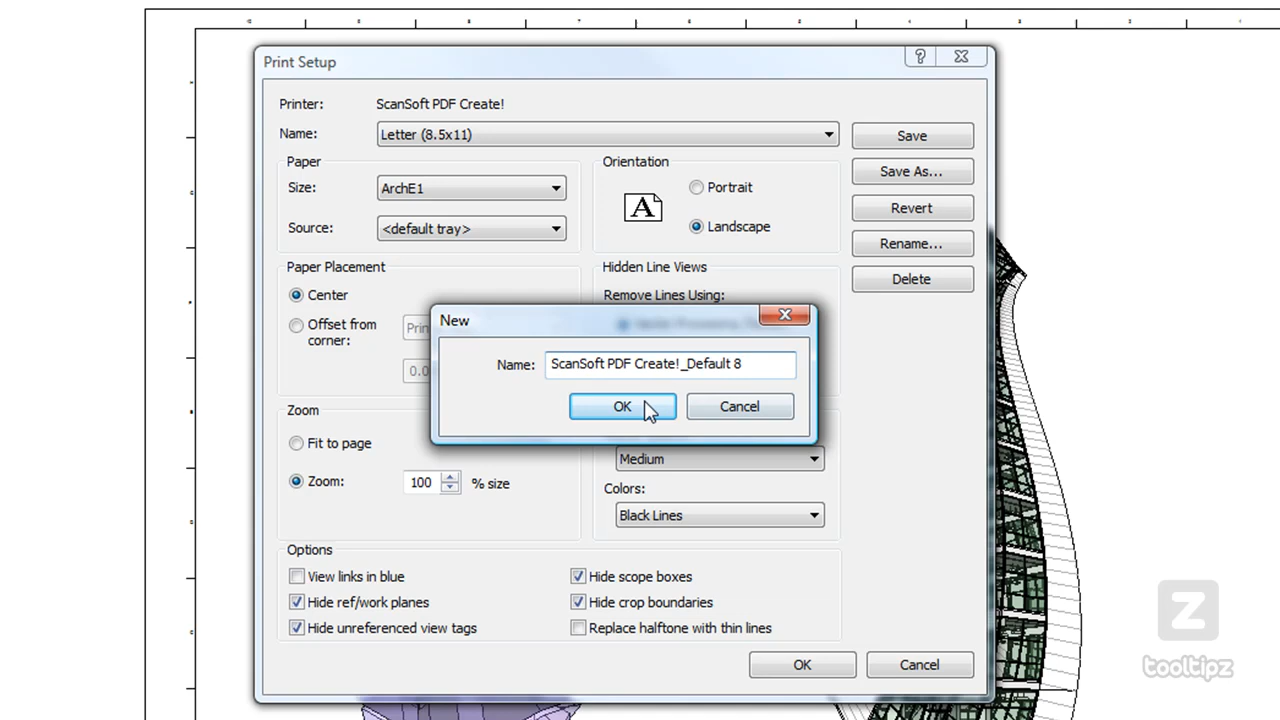 Print Setup
Printer: ScanSoft PDF Create!
Name: Letter (8.5x11)
Save
Paper
Orientation
Size: ArchE1
Portrait
Save As...
Source: <default tray>
A
Landscape
Revert
Rename...
Paper Placement
Hidden Line Views
Delete
Center
Remove Lines Using:
Offset from
corner:
New
Name: ScanSoft PDF Create!_Default 8
OK
Cancel
Zoom
Fit to page
Medium
Zoom: 100 % size
Colors:
Black Lines
Options
View links in blue
Hide scope boxes
Hide ref/work planes
Hide crop boundaries
Hide unreferenced view tags
Replace halftone with thin lines
OK
Cancel
Z
tooltipz